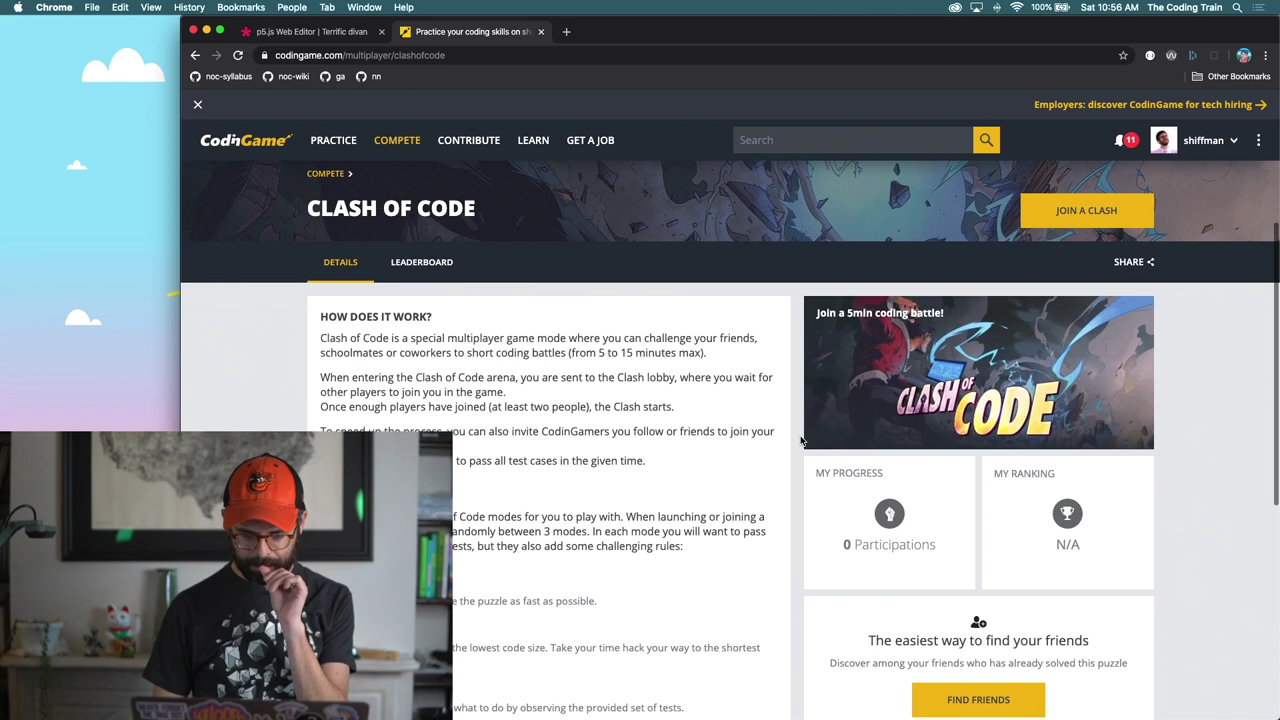 Chrome File Edit View History Bookmarks People Tab Window Help 100% Sat 10:56 AM The Coding Train
p5.js Web Editor | Terrific divan
Practice your coding skills on sh
codingame.com/multiplayer/clashofcode
noc-syllabus noc-wiki ga nn Other Bookmarks
Employers: discover CodinGame for tech hiring
CodinGame PRACTICE COMPETE CONTRIBUTE LEARN GET A JOB Search 11 shiffman
COMPETE
CLASH OF CODE
JOIN A CLASH
DETAILS LEADERBOARD SHARE
HOW DOES IT WORK?
Clash of Code is a special multiplayer game mode where you can challenge your friends,
schoolmates or coworkers to short coding battles (from 5 to 15 minutes max).
When entering the Clash of Code arena, you are sent to the Clash lobby, where you wait for
other players to join you in the game.
Once enough players have joined (at least two people), the Clash starts.
To speed up the process, you can also invite CodinGamers you follow or friends to join your
to pass all test cases in the given time.
of Code modes for you to play with. When launching or joining a
andomly between 3 modes. In each mode you will want to pass
ests, but they also add some challenging rules:
e the puzzle as fast as possible.
the lowest code size. Take your time hack your way to the shortest
what to do by observing the provided set of tests.
Join a 5min coding battle!
CLASH OF CODE
MY PROGRESS
0 Participations
MY RANKING
N/A
The easiest way to find your friends
Discover among your friends who has already solved this puzzle
FIND FRIENDS